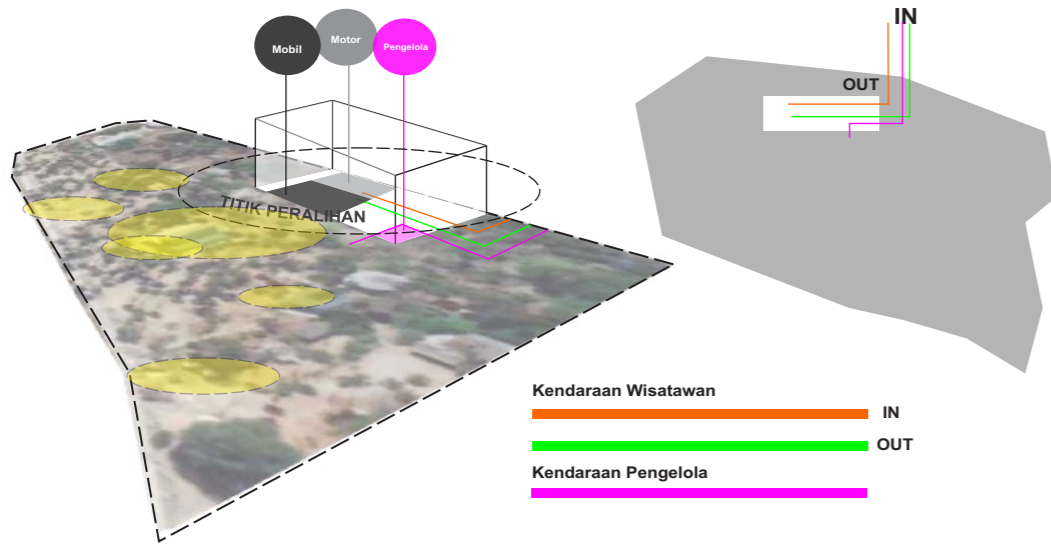 Mobil
Motor
Pengelola
TITIK PERALIHAN
IN
OUT
Kendaraan Wisatawan
IN
OUT
Kendaraan Pengelola